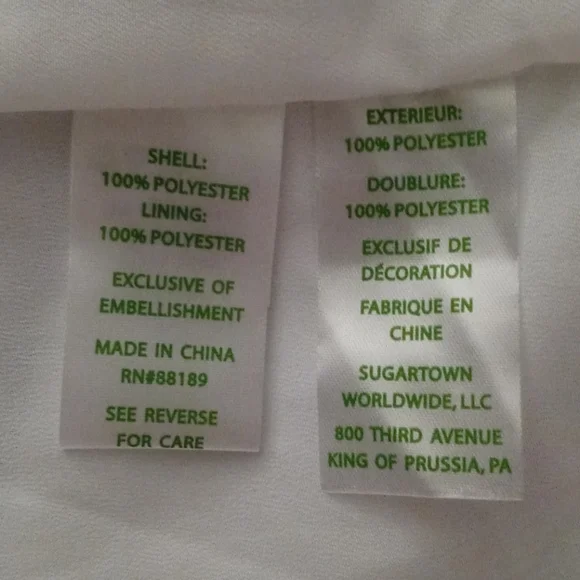 SHELL:
100% POLYESTER
LINING:
100% POLYESTER
EXCLUSIVE OF
EMBELLISHMENT
MADE IN CHINA
RN#88189
SEE REVERSE
FOR CARE
EXTERIEUR:
100% POLYESTER
DOUBLURE:
100% POLYESTER
EXCLUSIF DE
DÉCORATION
FABRIQUE EN
CHINE
SUGARTOWN
WORLDWIDE, LLC
800 THIRD AVENUE
KING OF PRUSSIA, PA